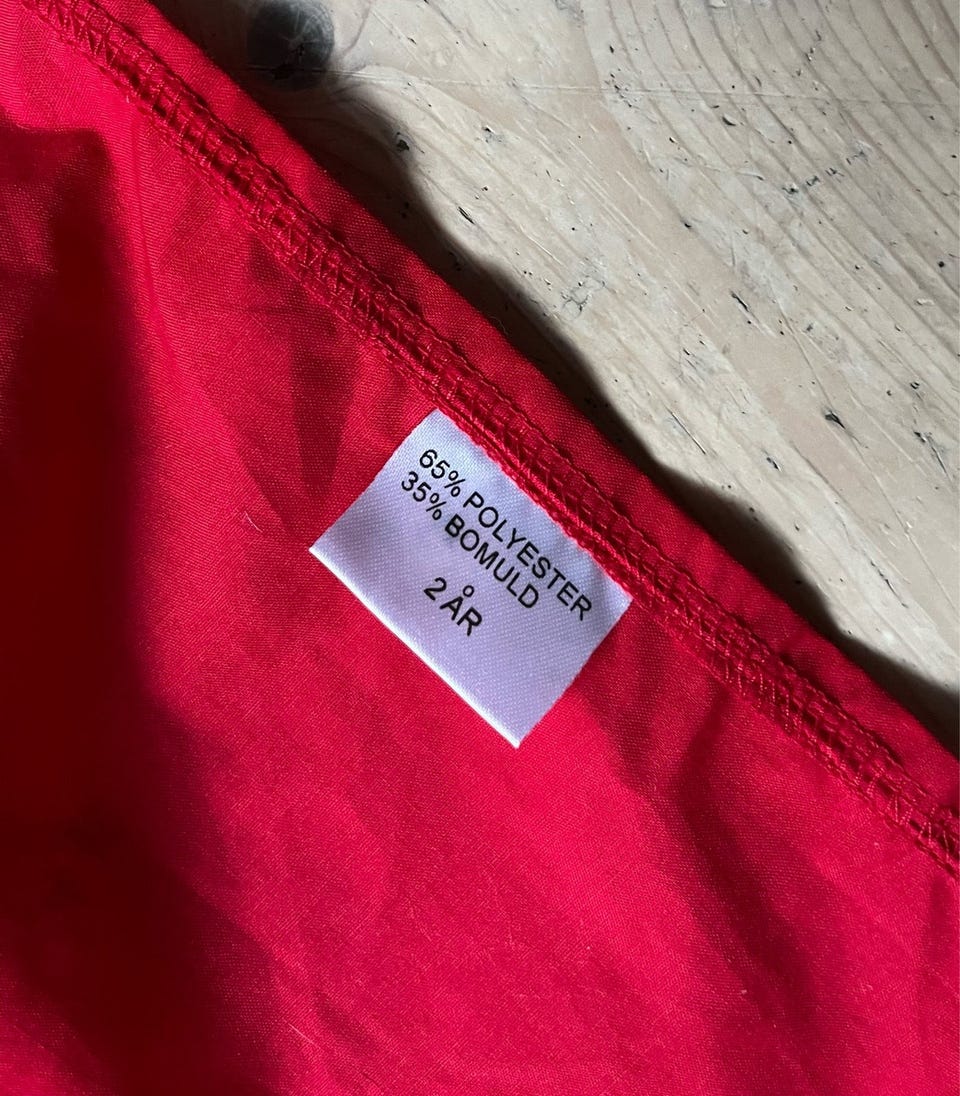 65% POLYESTER
35% BOMULD
2 ÅR